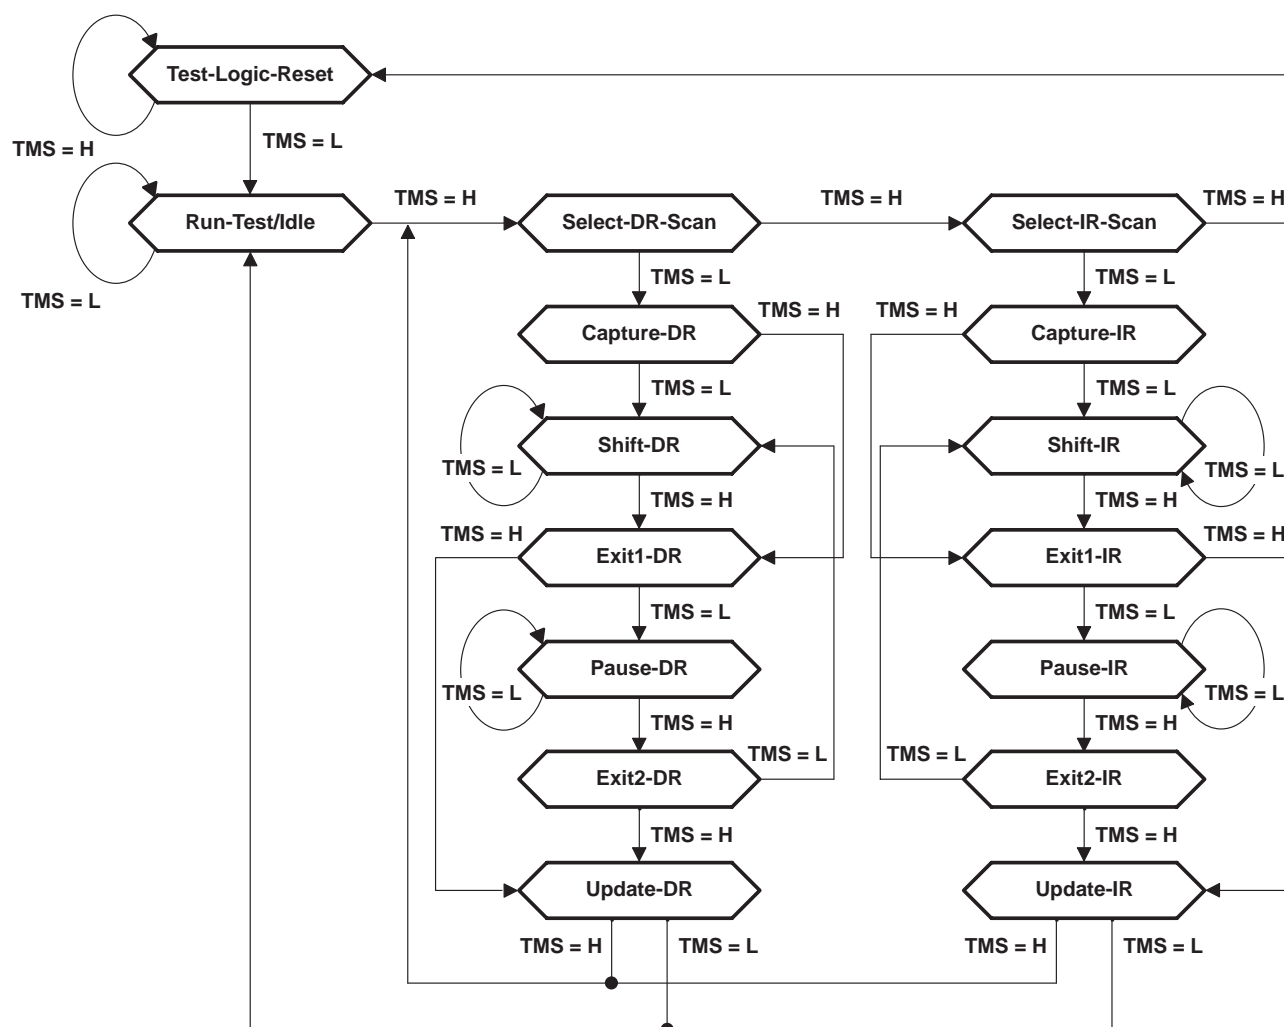 Test-Logic-Reset
TMS = H
TMS = L
Run-Test/Idle
TMS = L
TMS = H
Select-DR-Scan
TMS = H
Select-IR-Scan
TMS = H
TMS = L
TMS = L
Capture-DR
TMS = H
TMS = H
Capture-IR
TMS = L
TMS = L
Shift-DR
TMS = L
Shift-IR
TMS = L
TMS = H
TMS = H
TMS = H
Exit1-DR
Exit1-IR
TMS = H
TMS = L
TMS = L
Pause-DR
TMS = L
Pause-IR
TMS = L
TMS = H
TMS = H
Exit2-DR
TMS = L
TMS = L
Exit2-IR
TMS = H
TMS = H
Update-DR
Update-IR
TMS = H
TMS = L
TMS = H
TMS = L